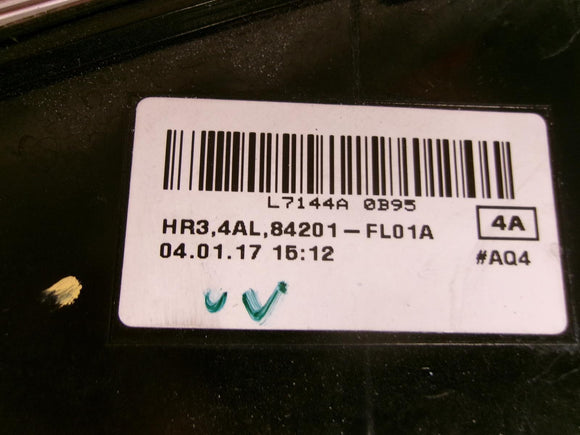 L7144A 0B95
HR3,4AL,84201-FL01A
4A
04.01.17 15:12
#AQ4